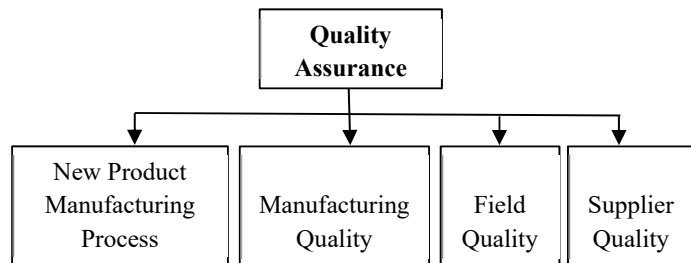 Quality
Assurance
New Product
Manufacturing
Process
Manufacturing
Quality
Field
Quality
Supplier
Quality